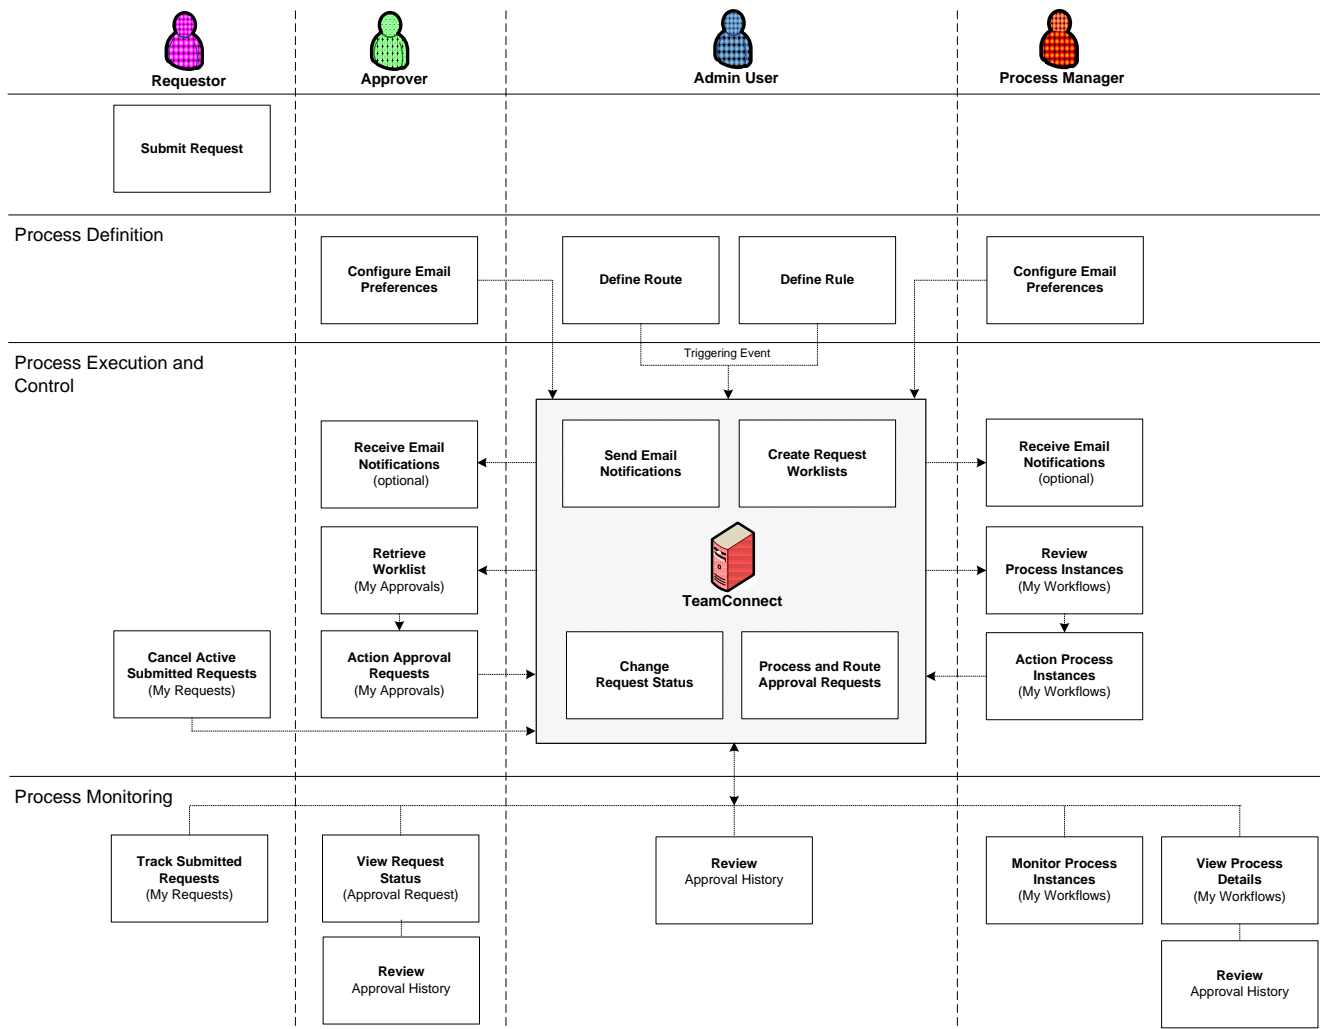 Requestor
Approver
Admin User
Process Manager
Submit Request
Process Definition
Configure Email
Preferences
Define Route
Define Rule
Configure Email
Preferences
Triggering Event
Process Execution and
Control
Receive Email
Notifications
(optional)
Send Email
Notifications
Create Request
Worklists
Receive Email
Notifications
(optional)
Retrieve
Worklist
(My Approvals)
TeamConnect
Review
Process Instances
(My Workflows)
Cancel Active
Submitted Requests
(My Requests)
Action Approval
Requests
(My Approvals)
Change
Request Status
Process and Route
Approval Requests
Action Process
Instances
(My Workflows)
Process Monitoring
Track Submitted
Requests
(My Requests)
View Request
Status
(Approval Request)
Review
Approval History
Monitor Process
Instances
(My Workflows)
View Process
Details
(My Workflows)
Review
Approval History
Review
Approval History